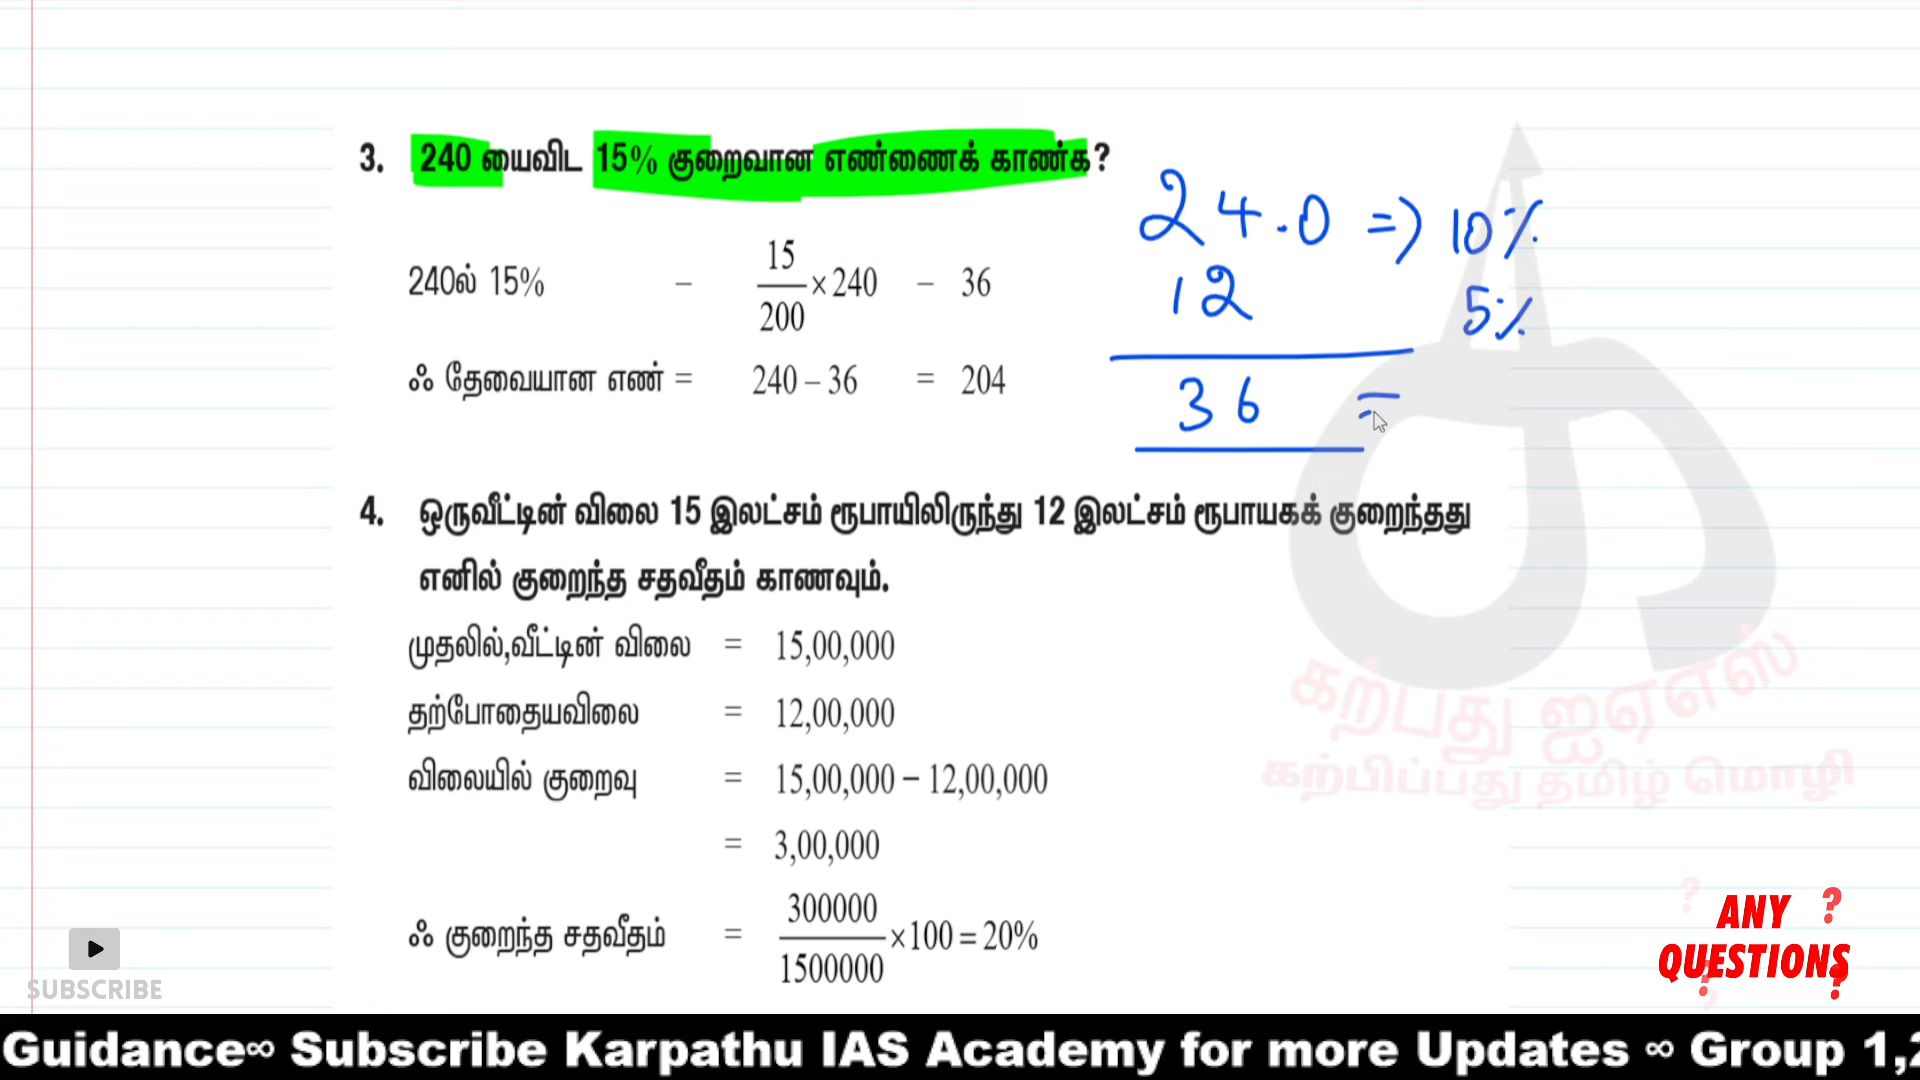 3. 240 யைவிட 15% குறைவான எண்ணைக் காண்க?
240ல் 15% – 15/200 ×240 – 36
ஃ தேவையான எண் = 240 – 36 = 204
24.0 => 10%
12 5%
36 =
4. ஒருவீட்டின் விலை 15 இலட்சம் ரூபாயிலிருந்து 12 இலட்சம் ரூபாயகக் குறைந்தது
எனில் குறைந்த சதவீதம் காணவும்.
முதலில்,வீட்டின் விலை = 15,00,000
தற்போதையவிலை = 12,00,000
விலையில் குறைவு = 15,00,000 – 12,00,000
= 3,00,000
ஃ குறைந்த சதவீதம் = 300000/1500000 ×100 = 20%
கற்பது ஐஏஎஸ்
கற்பிப்பது தமிழ் மொழி
ANY ?
QUESTIONS
SUBSCRIBE
Guidance∞ Subscribe Karpathu IAS Academy for more Updates ∞ Group 1,2